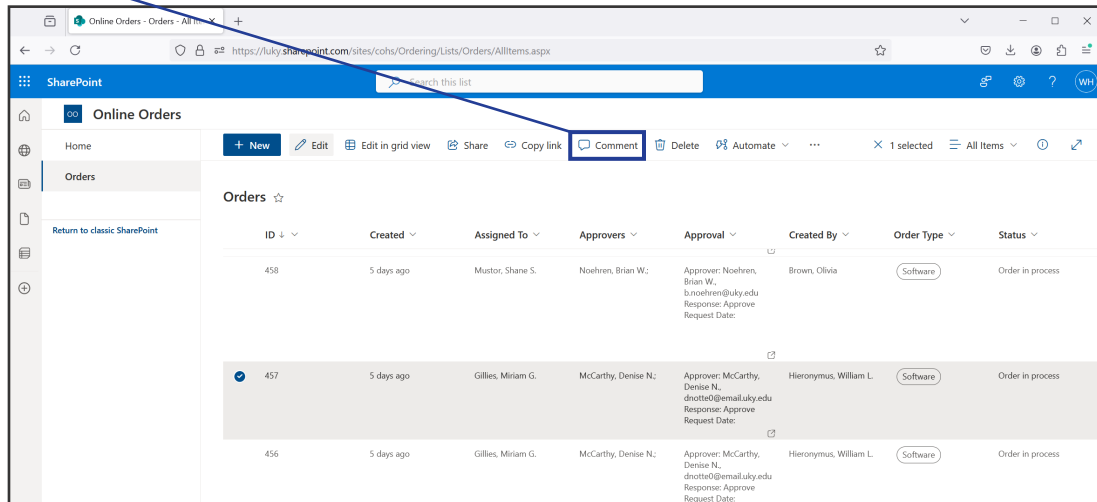 Online Orders - Orders - All Ite
https://luky.sharepoint.com/sites/cohs/Ordering/Lists/Orders/AllItems.aspx
SharePoint
Search this list
WH
OO Online Orders
Home
Orders
Return to classic SharePoint
+ New Edit Edit in grid view Share Copy link Comment Delete Automate ... 1 selected All Items
Orders
ID Created Assigned To Approvers Approval Created By Order Type Status
458 5 days ago Mustor, Shane S. Noehren, Brian W.; Approver: Noehren, Brown, Olivia Software Order in process
Brian W.,
b.noehren@uky.edu
Response: Approve
Request Date:
457 5 days ago Gillies, Miriam G. McCarthy, Denise N.; Approver: McCarthy, Hieronymus, William L. Software Order in process
Denise N.,
dnotte0@email.uky.edu
Response: Approve
Request Date:
456 5 days ago Gillies, Miriam G. McCarthy, Denise N.; Approver: McCarthy, Hieronymus, William L. Software Order in process
Denise N.,
dnotte0@email.uky.edu
Response: Approve
Request Date: